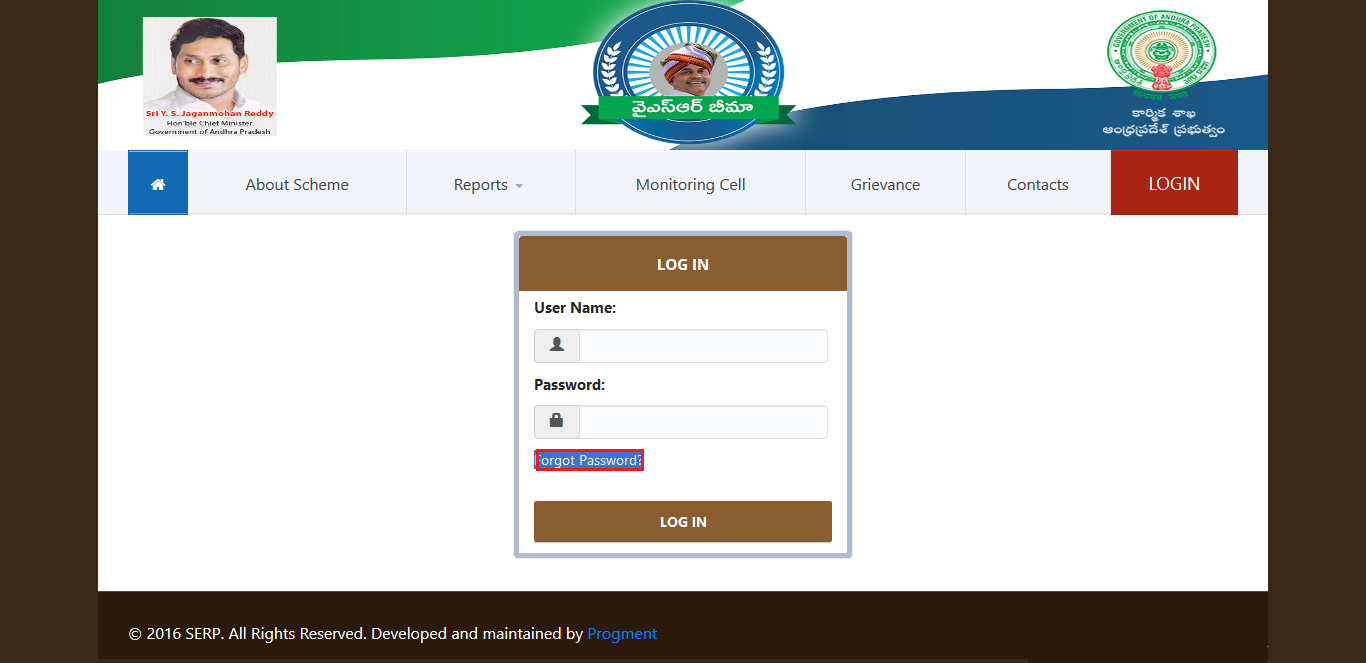 Sri Y. S. Jaganmohan Reddy
Hon'ble Chief Minister
Government of Andhra Pradesh
వైఎస్ఆర్ బీమా
GOVERNMENT OF ANDHRA PRADESH
కార్మిక శాఖ
ఆంధ్రప్రదేశ్ ప్రభుత్వం
About Scheme
Reports
Monitoring Cell
Grievance
Contacts
LOGIN
LOG IN
User Name:
Password:
Forgot Password?
LOG IN
© 2016 SERP. All Rights Reserved. Developed and maintained by Progment